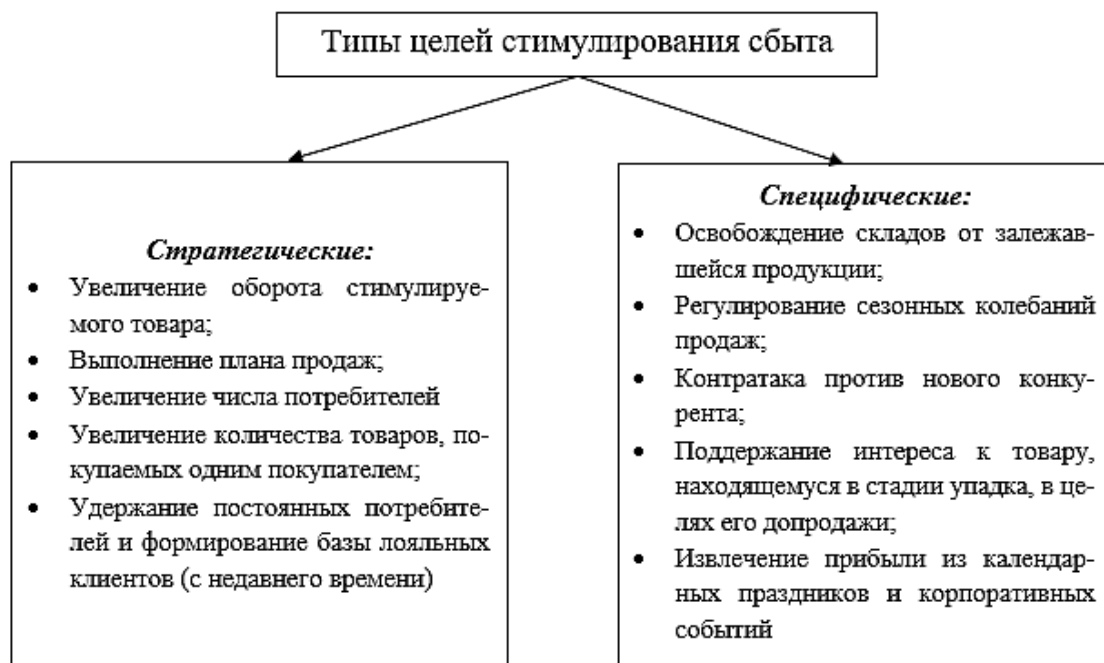 Типы целей стимулирования сбыта
Стратегические:
• Увеличение оборота стимулируе-
мого товара;
• Выполнение плана продаж;
• Увеличение числа потребителей
• Увеличение количества товаров, по-
купаемых одним покупателем;
• Удержание постоянных потребите-
лей и формирование базы лояльных
клиентов (с недавнего времени)
Специфические:
• Освобождение складов от залежав-
шейся продукции;
• Регулирование сезонных колебаний
продаж;
• Контратака против нового конку-
рента;
• Поддержание интереса к товару,
находящемуся в стадии упадка, в це-
лях его допродажи;
• Извлечение прибыли из календар-
ных праздников и корпоративных
событий